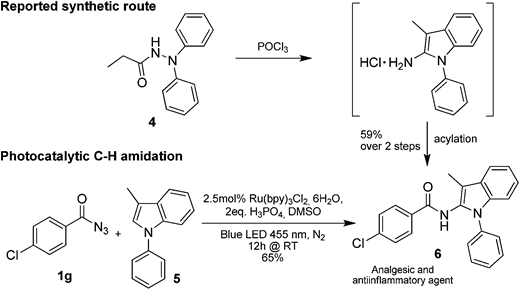 Reported synthetic route
O
NH
N
4
POCl3
HCl·H2N
N
59%
over 2 steps
acylation
Photocatalytic C-H amidation
O
N3
Cl
1g
+
N
5
2.5mol% Ru(bpy)3Cl2, 6H2O,
2eq. H3PO4, DMSO
Blue LED 455 nm, N2
12h @ RT
65%
O
NH
N
Cl
6
Analgesic and
antiinflammatory agent